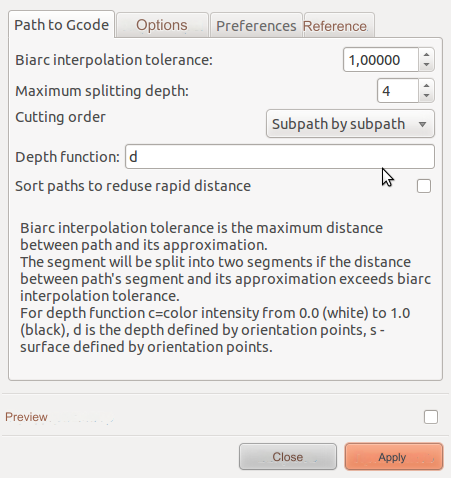 Path to Gcode Options Preferences Reference
Biarc interpolation tolerance: 1,00000
Maximum splitting depth: 4
Cutting order Subpath by subpath
Depth function: d
Sort paths to reduse rapid distance
Biarc interpolation tolerance is the maximum distance
between path and its approximation.
The segment will be split into two segments if the distance
between path's segment and its approximation exceeds biarc
interpolation tolerance.
For depth function c=color intensity from 0.0 (white) to 1.0
(black), d is the depth defined by orientation points, s -
surface defined by orientation points.
Preview
Close Apply